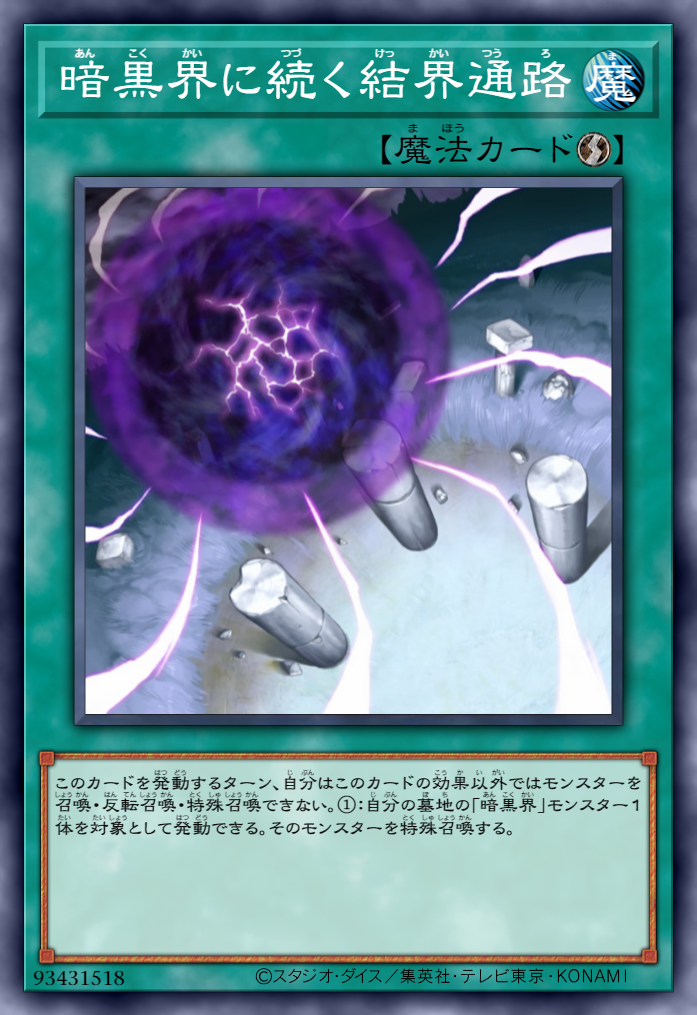 暗黒界に続く結界通路 魔
【魔法カード】
このカードを発動するターン、自分はこのカードの効果以外ではモンスターを
召喚・反転召喚・特殊召喚できない。①:自分の墓地の「暗黒界」モンスター1
体を対象として発動できる。そのモンスターを特殊召喚する。
93431518 ©スタジオ・ダイス/集英社・テレビ東京・KONAMI